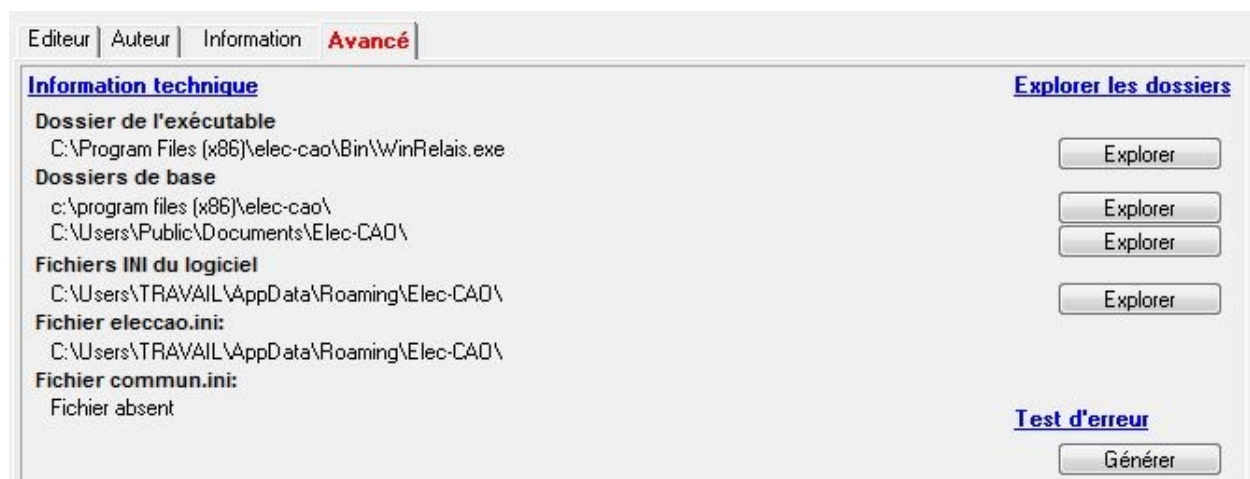 Editeur Auteur Information Avancé
Information technique Explorer les dossiers
Dossier de l'exécutable
C:\Program Files (x86)\elec-cao\Bin\WinRelais.exe Explorer
Dossiers de base
c:\program files (x86)\elec-cao\ Explorer
C:\Users\Public\Documents\Elec-CAO\ Explorer
Fichiers INI du logiciel
C:\Users\TRAVAIL\AppData\Roaming\Elec-CAO\ Explorer
Fichier eleccao.ini:
C:\Users\TRAVAIL\AppData\Roaming\Elec-CAO\
Fichier commun.ini:
Fichier absent
Test d'erreur
Générer